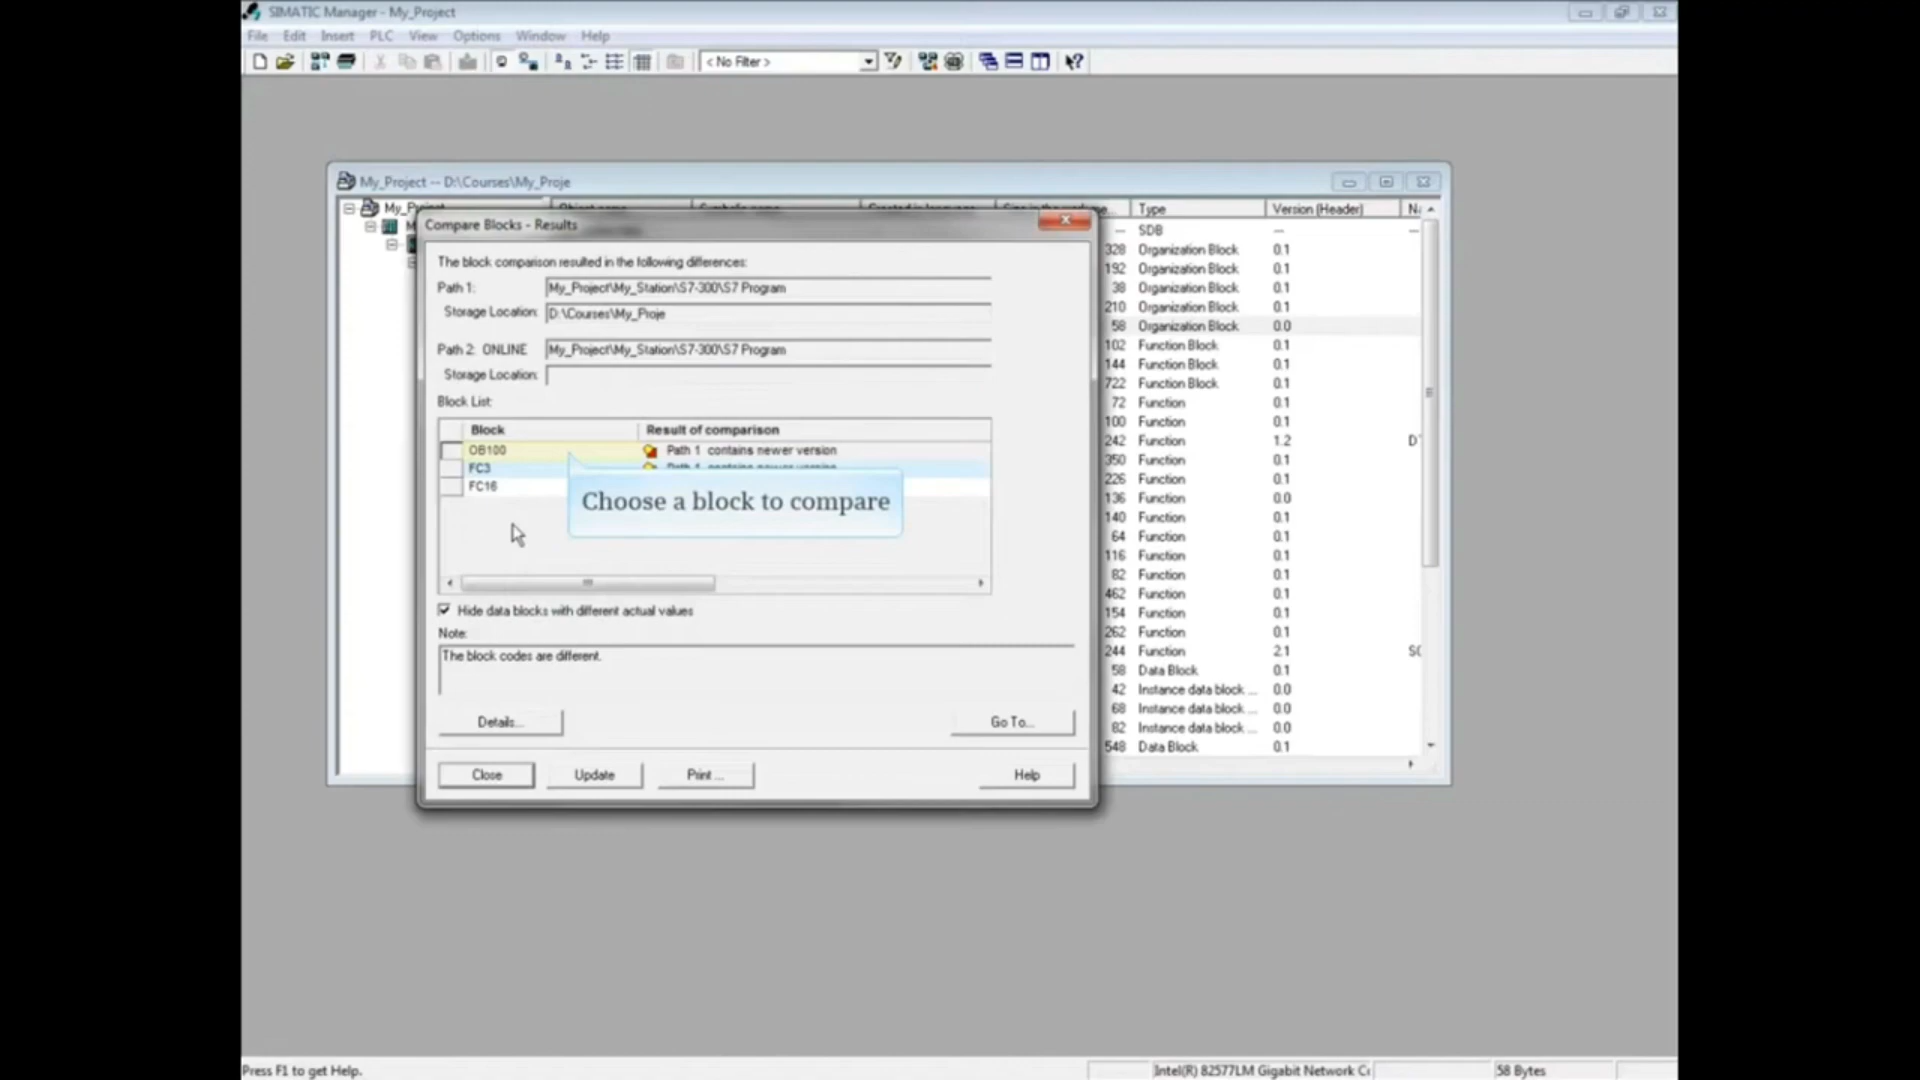 SIMATIC Manager - My_Project
File Edit Insert PLC View Options Window Help
< No Filter >
My_Project -- D:\Courses\My_Proje
My_Project
Type Version (Header)
Compare Blocks - Results
The block comparison resulted in the following differences:
Path 1: My_Project\My_Station\S7-300\S7 Program
Storage Location: D:\Courses\My_Proje
Path 2: ONLINE My_Project\My_Station\S7-300\S7 Program
Storage Location:
Block List:
Block Result of comparison
OB100 Path 1 contains newer version
FC3 Path 1 contains newer version
FC16
Choose a block to compare
Hide data blocks with different actual values
Note:
The block codes are different.
Details... Go To...
Close Update Print ... Help
--- SDB ---
328 Organization Block 0.1
192 Organization Block 0.1
38 Organization Block 0.1
210 Organization Block 0.1
58 Organization Block 0.0
102 Function Block 0.1
144 Function Block 0.1
722 Function Block 0.1
72 Function 0.1
100 Function 0.1
242 Function 1.2
350 Function 0.1
226 Function 0.1
136 Function 0.0
140 Function 0.1
64 Function 0.1
116 Function 0.1
82 Function 0.1
462 Function 0.1
154 Function 0.1
262 Function 0.1
244 Function 2.1
58 Data Block 0.1
42 Instance data block ... 0.0
68 Instance data block ... 0.0
82 Instance data block ... 0.0
548 Data Block 0.1
Press F1 to get Help.
Intel(R) 82577LM Gigabit Network
58 Bytes